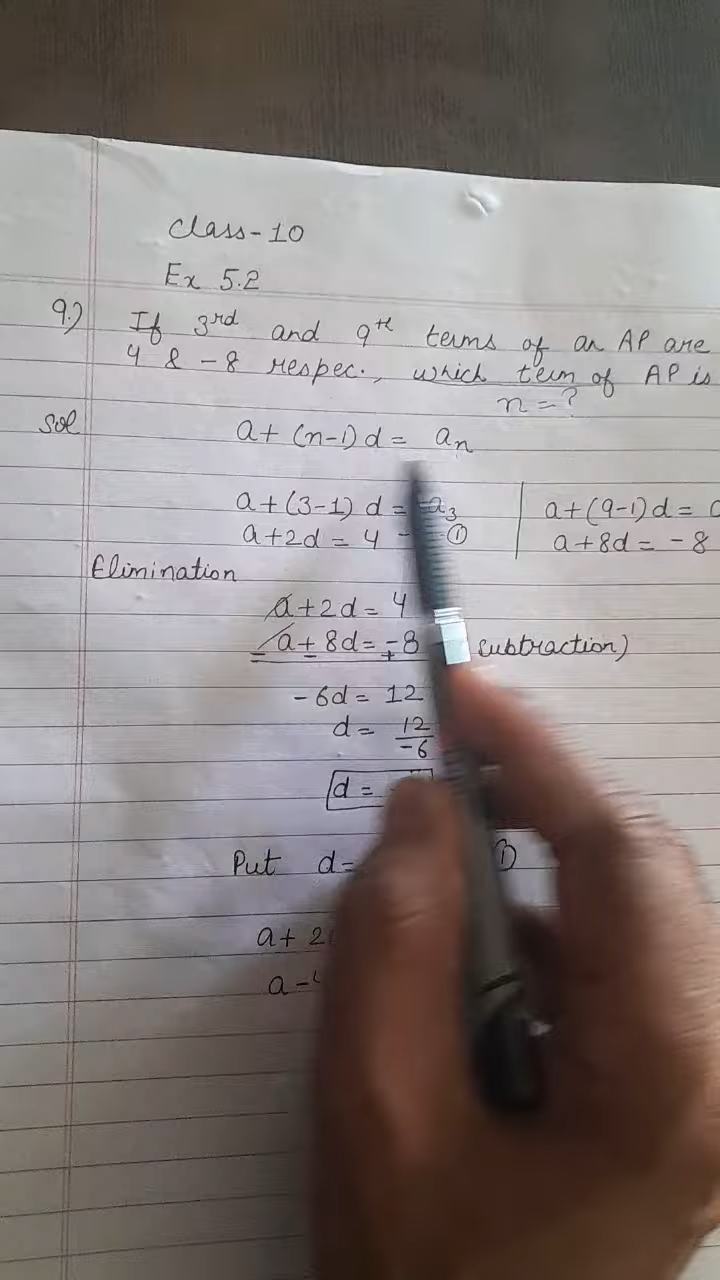 Class-10
Ex 5.2
9.) If 3rd and 9th terms of an AP are
4 & -8 respec., which term of AP is
n=?
Sol a+(n-1)d= an
a+(3-1)d= a3
a+2d=4 - ①
a+(9-1)d=
a+8d=-8
Elimination
a+2d=4
a+8d=-8
- - +
subtraction)
-6d=12
d= 12/-6
d=
Put d= ①
a+2
a-4